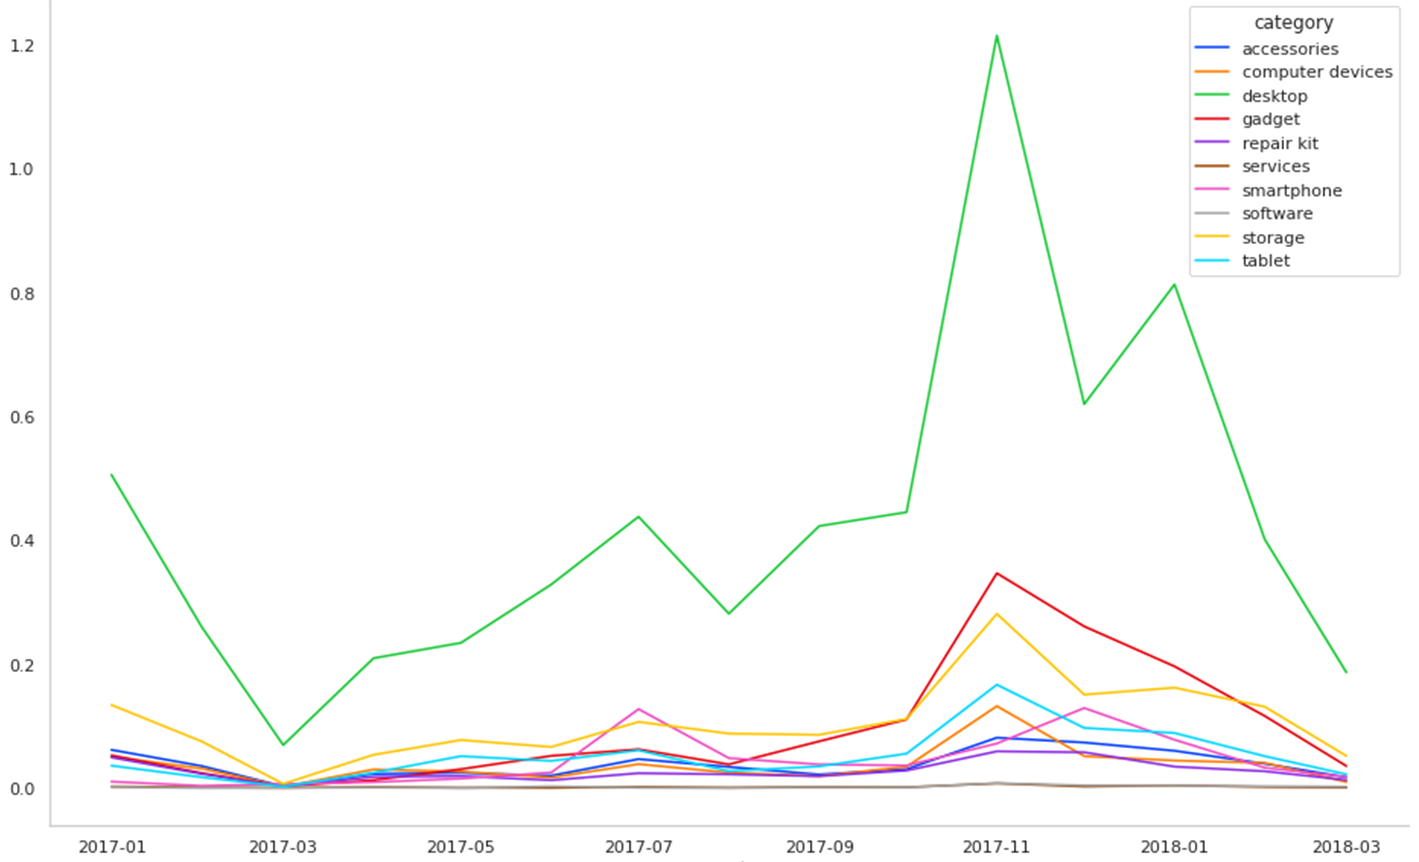 category
accessories
computer devices
desktop
gadget
repair kit
services
smartphone
software
storage
tablet
1.2
1.0
0.8
0.6
0.4
0.2
0.0
2017-01 2017-03 2017-05 2017-07 2017-09 2017-11 2018-01 2018-03